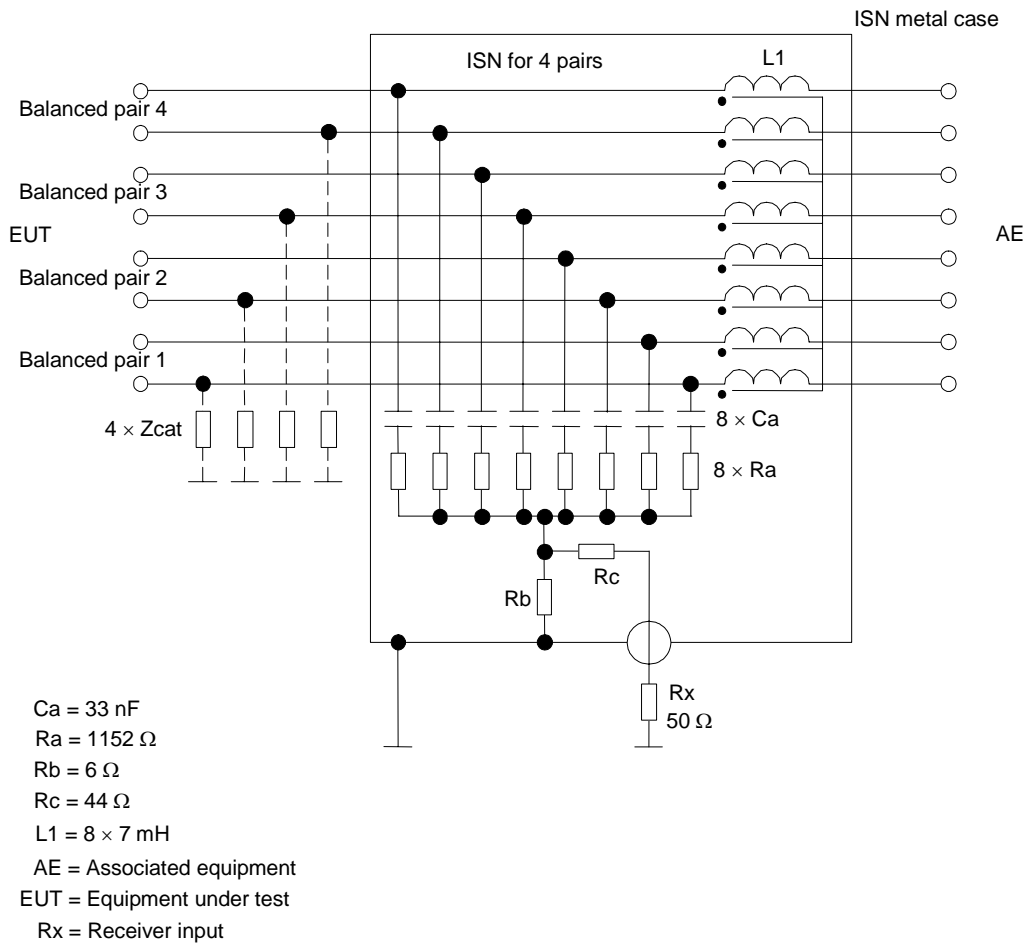 ISN metal case
ISN for 4 pairs
L1
Balanced pair 4
Balanced pair 3
EUT
AE
Balanced pair 2
Balanced pair 1
4 × Zcat
8 × Ca
8 × Ra
Rc
Rb
Rx
50 Ω
Ca = 33 nF
Ra = 1152 Ω
Rb = 6 Ω
Rc = 44 Ω
L1 = 8 × 7 mH
AE = Associated equipment
EUT = Equipment under test
Rx = Receiver input